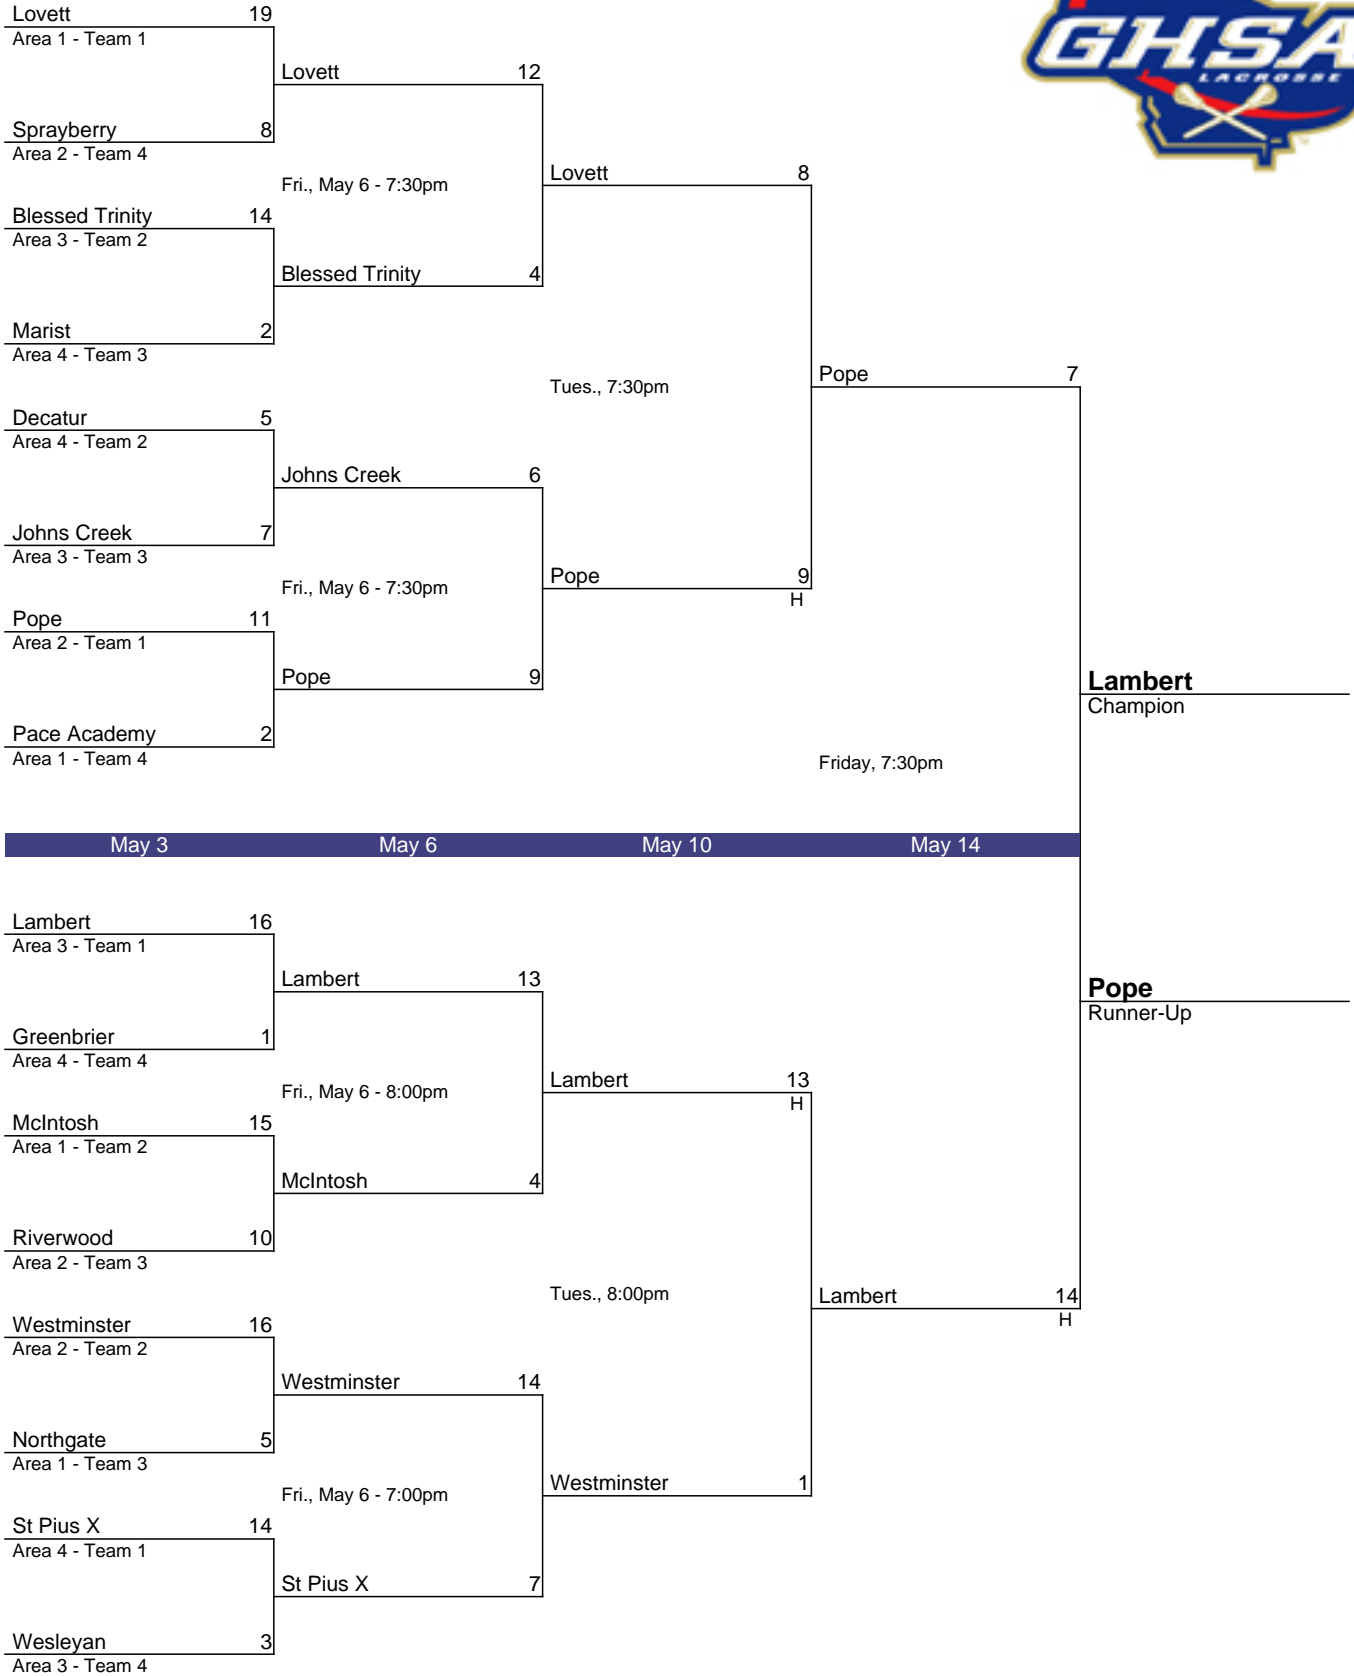 GHSA
LACROSSE
Lovett 19
Area 1 - Team 1
Lovett 12
Sprayberry 8
Area 2 - Team 4
Lovett 8
Fri., May 6 - 7:30pm
Blessed Trinity 14
Area 3 - Team 2
Blessed Trinity 4
Marist 2
Area 4 - Team 3
Pope 7
Tues., 7:30pm
Decatur 5
Area 4 - Team 2
Johns Creek 6
Johns Creek 7
Area 3 - Team 3
Pope 9
Fri., May 6 - 7:30pm
H
Pope 11
Area 2 - Team 1
Pope 9
Lambert
Champion
Pace Academy 2
Area 1 - Team 4
Friday, 7:30pm
May 3 May 6 May 10 May 14
Lambert 16
Area 3 - Team 1
Lambert 13
Pope
Runner-Up
Greenbrier 1
Area 4 - Team 4
Lambert 13
Fri., May 6 - 8:00pm
H
McIntosh 15
Area 1 - Team 2
McIntosh 4
Riverwood 10
Area 2 - Team 3
Tues., 8:00pm
Lambert 14
H
Westminster 16
Area 2 - Team 2
Westminster 14
Northgate 5
Area 1 - Team 3
Westminster 1
Fri., May 6 - 7:00pm
St Pius X 14
Area 4 - Team 1
St Pius X 7
Wesleyan 3
Area 3 - Team 4